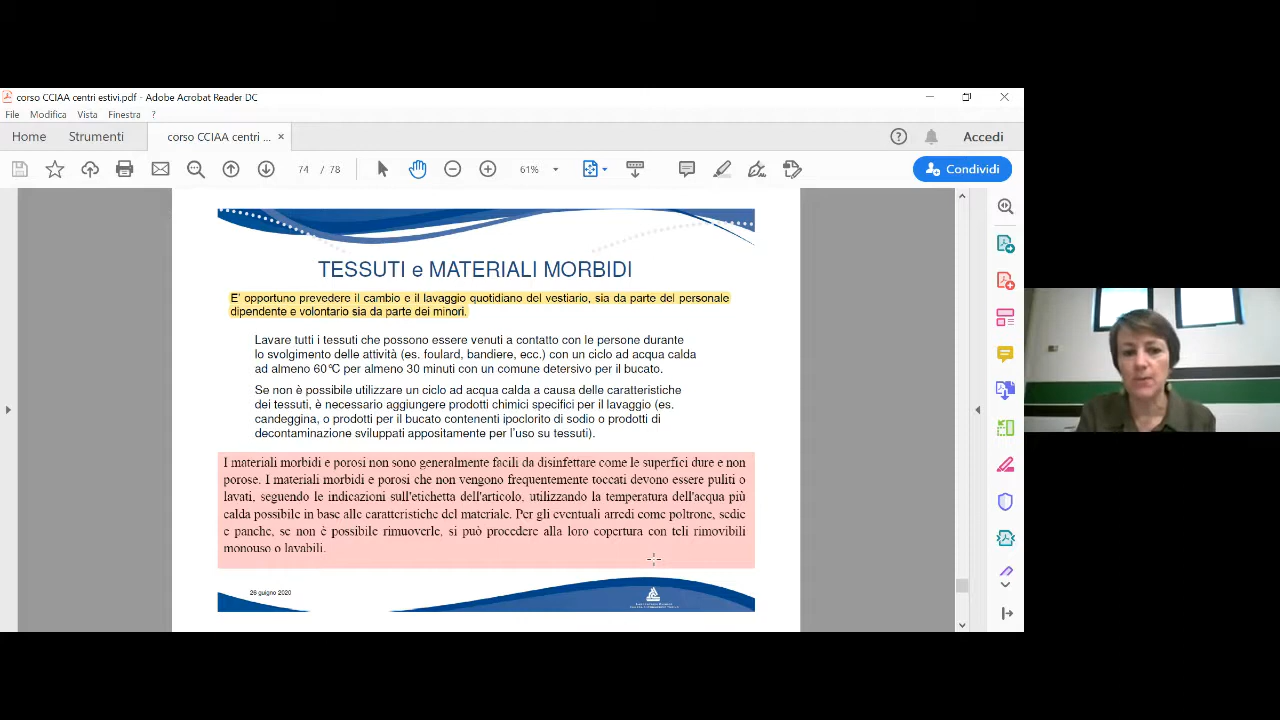 corso CCIAA centri estivi.pdf - Adobe Acrobat Reader DC
File Modifica Vista Finestra ?
Home Strumenti corso CCIAA centri ... × Accedi
74 / 78 61% Condividi
TESSUTI e MATERIALI MORBIDI
E' opportuno prevedere il cambio e il lavaggio quotidiano del vestiario, sia da parte del personale
dipendente e volontario sia da parte dei minori.
Lavare tutti i tessuti che possono essere venuti a contatto con le persone durante
lo svolgimento delle attività (es. foulard, bandiere, ecc.) con un ciclo ad acqua calda
ad almeno 60°C per almeno 30 minuti con un comune detersivo per il bucato.
Se non è possibile utilizzare un ciclo ad acqua calda a causa delle caratteristiche
dei tessuti, è necessario aggiungere prodotti chimici specifici per il lavaggio (es.
candeggina, o prodotti per il bucato contenenti ipoclorito di sodio o prodotti di
decontaminazione sviluppati appositamente per l'uso su tessuti).
I materiali morbidi e porosi non sono generalmente facili da disinfettare come le superfici dure e non
porose. I materiali morbidi e porosi che non vengono frequentemente toccati devono essere puliti o
lavati, seguendo le indicazioni sull'etichetta dell'articolo, utilizzando la temperatura dell'acqua più
calda possibile in base alle caratteristiche del materiale. Per gli eventuali arredi come poltrone, sedie
e panche, se non è possibile rimuoverle, si può procedere alla loro copertura con teli rimovibili
monouso o lavabili.
26 guigno 2020